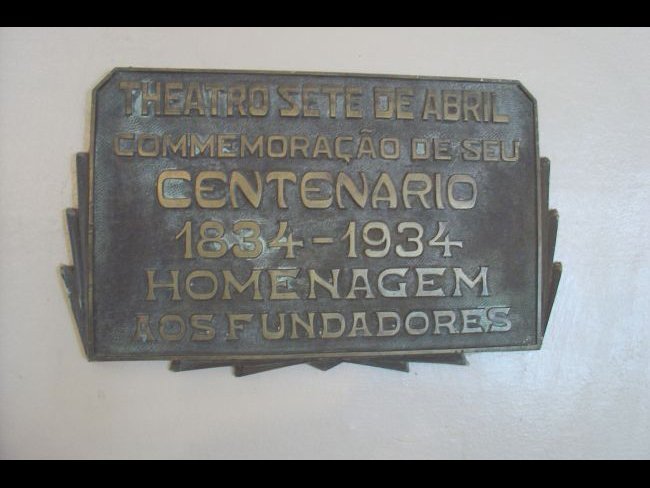 THEATRO SETE DE ABRIL
COMMEMORAÇÃO DE SEU
CENTENARIO
1834-1934
HOMENAGEM
AOS FUNDADORES